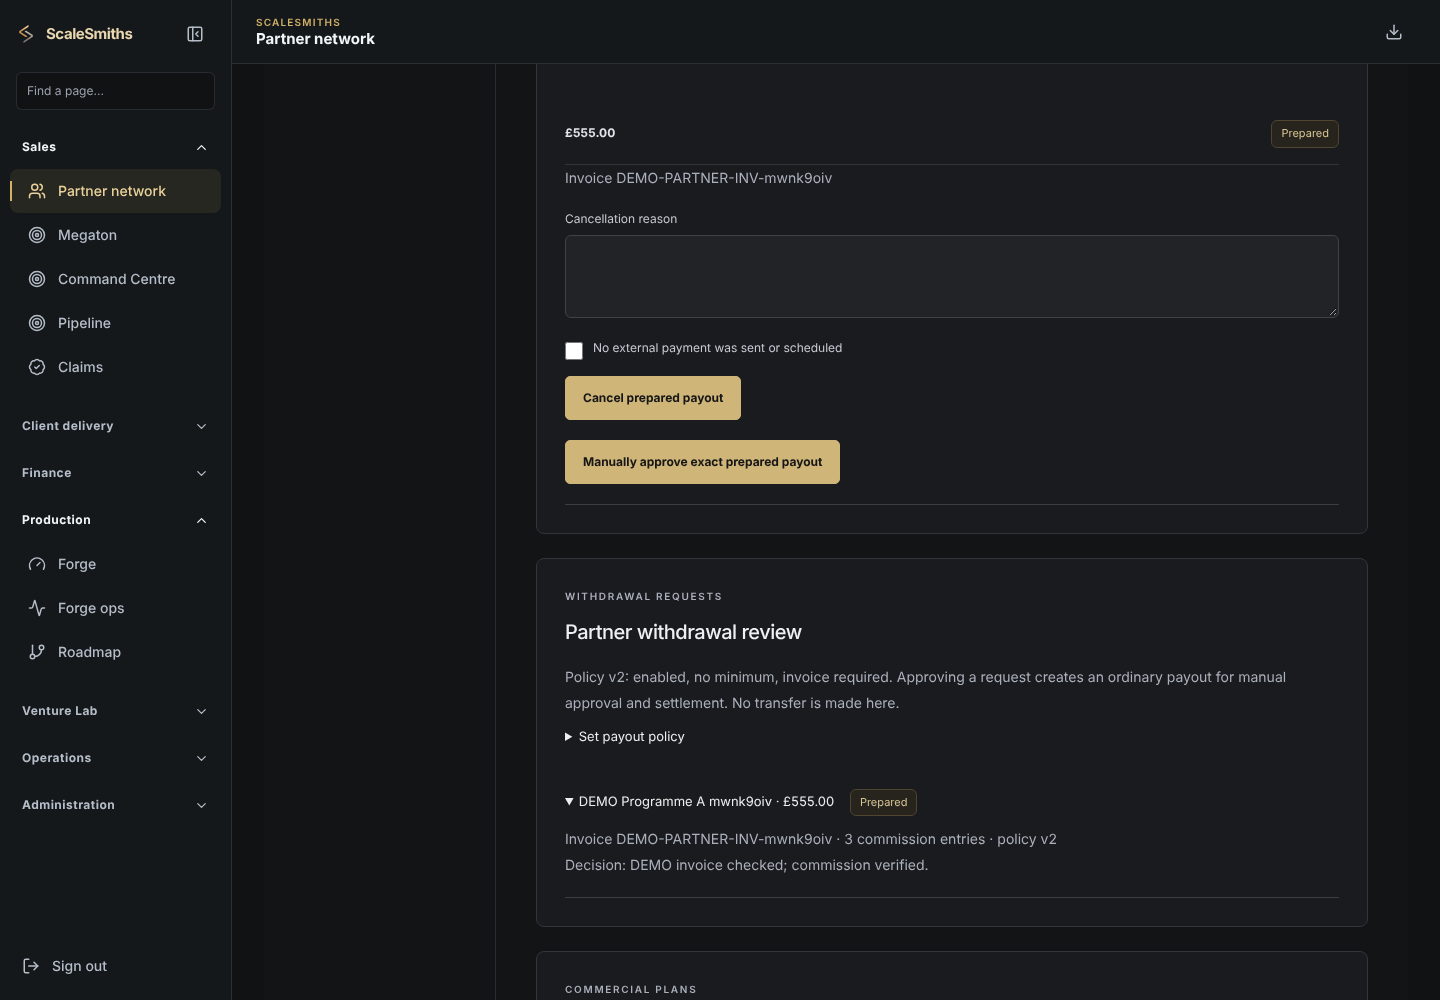 ScaleSmiths
Find a page...
Sales
Partner network
Megaton
Command Centre
Pipeline
Claims
Client delivery
Finance
Production
Forge
Forge ops
Roadmap
Venture Lab
Operations
Administration
Sign out
SCALESMITHS
Partner network
£555.00
Prepared
Invoice DEMO-PARTNER-INV-mwnk9oiv
Cancellation reason
No external payment was sent or scheduled
Cancel prepared payout
Manually approve exact prepared payout
WITHDRAWAL REQUESTS
Partner withdrawal review
Policy v2: enabled, no minimum, invoice required. Approving a request creates an ordinary payout for manual
approval and settlement. No transfer is made here.
Set payout policy
DEMO Programme A mwnk9oiv · £555.00 Prepared
Invoice DEMO-PARTNER-INV-mwnk9oiv · 3 commission entries · policy v2
Decision: DEMO invoice checked; commission verified.
COMMERCIAL PLANS